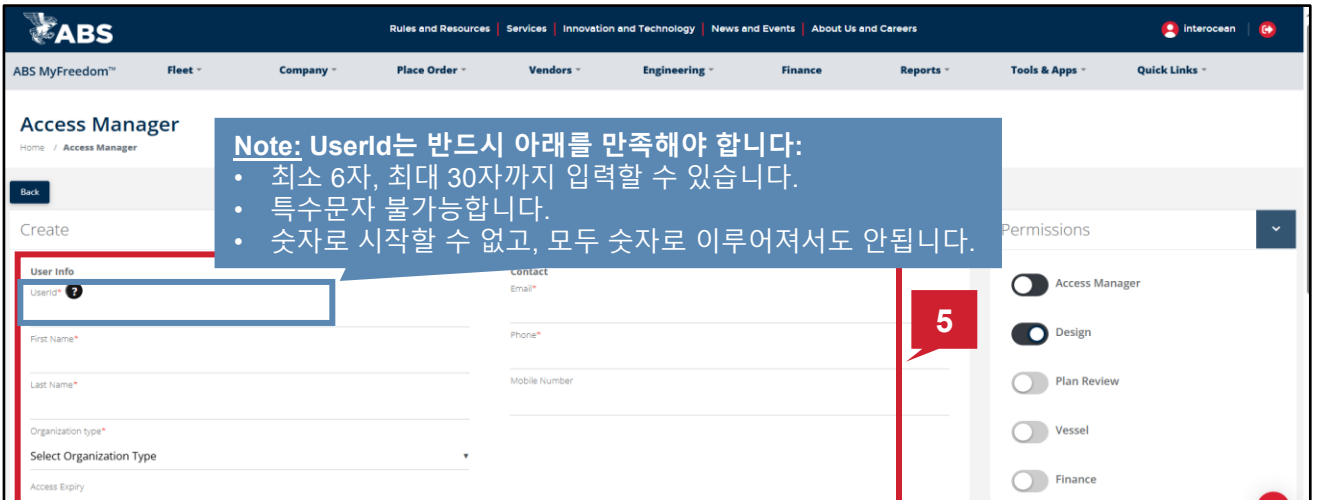 ABS
Rules and Resources | Services | Innovation and Technology | News and Events | About Us and Careers
interocean
ABS MyFreedom™ Fleet Company Place Order Vendors Engineering Finance Reports Tools & Apps Quick Links
Access Manager
Home / Access Manager
Note: UserId는 반드시 아래를 만족해야 합니다:
• 최소 6자, 최대 30자까지 입력할 수 있습니다.
• 특수문자 불가능합니다.
• 숫자로 시작할 수 없고, 모두 숫자로 이루어져서도 안됩니다.
Back
Create
Permissions
User Info
Contact
UserId* ?
Email*
First Name*
Phone*
Last Name*
Mobile Number
Organization type*
Select Organization Type
Access Expiry
5
Access Manager
Design
Plan Review
Vessel
Finance